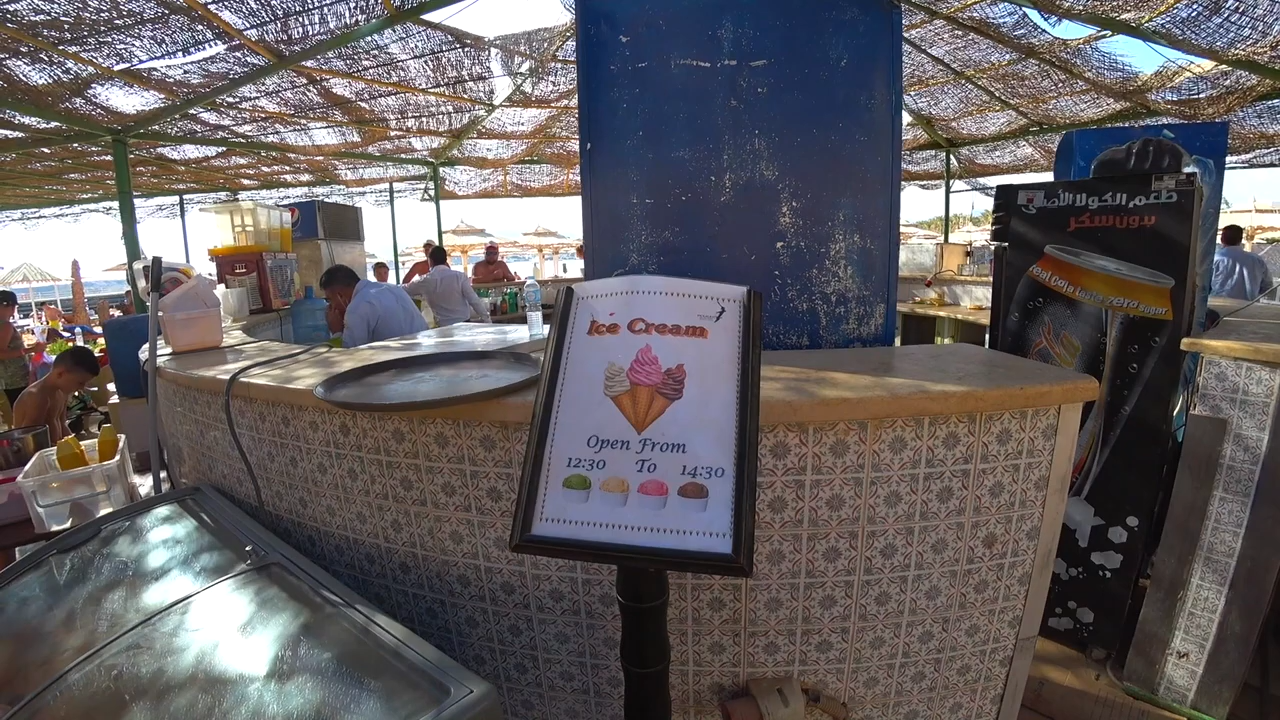 Ice Cream
Open From
12:30 To 14:30
طعم الكولا الأصلي
بدون سكر
real Cola taste zero sugar